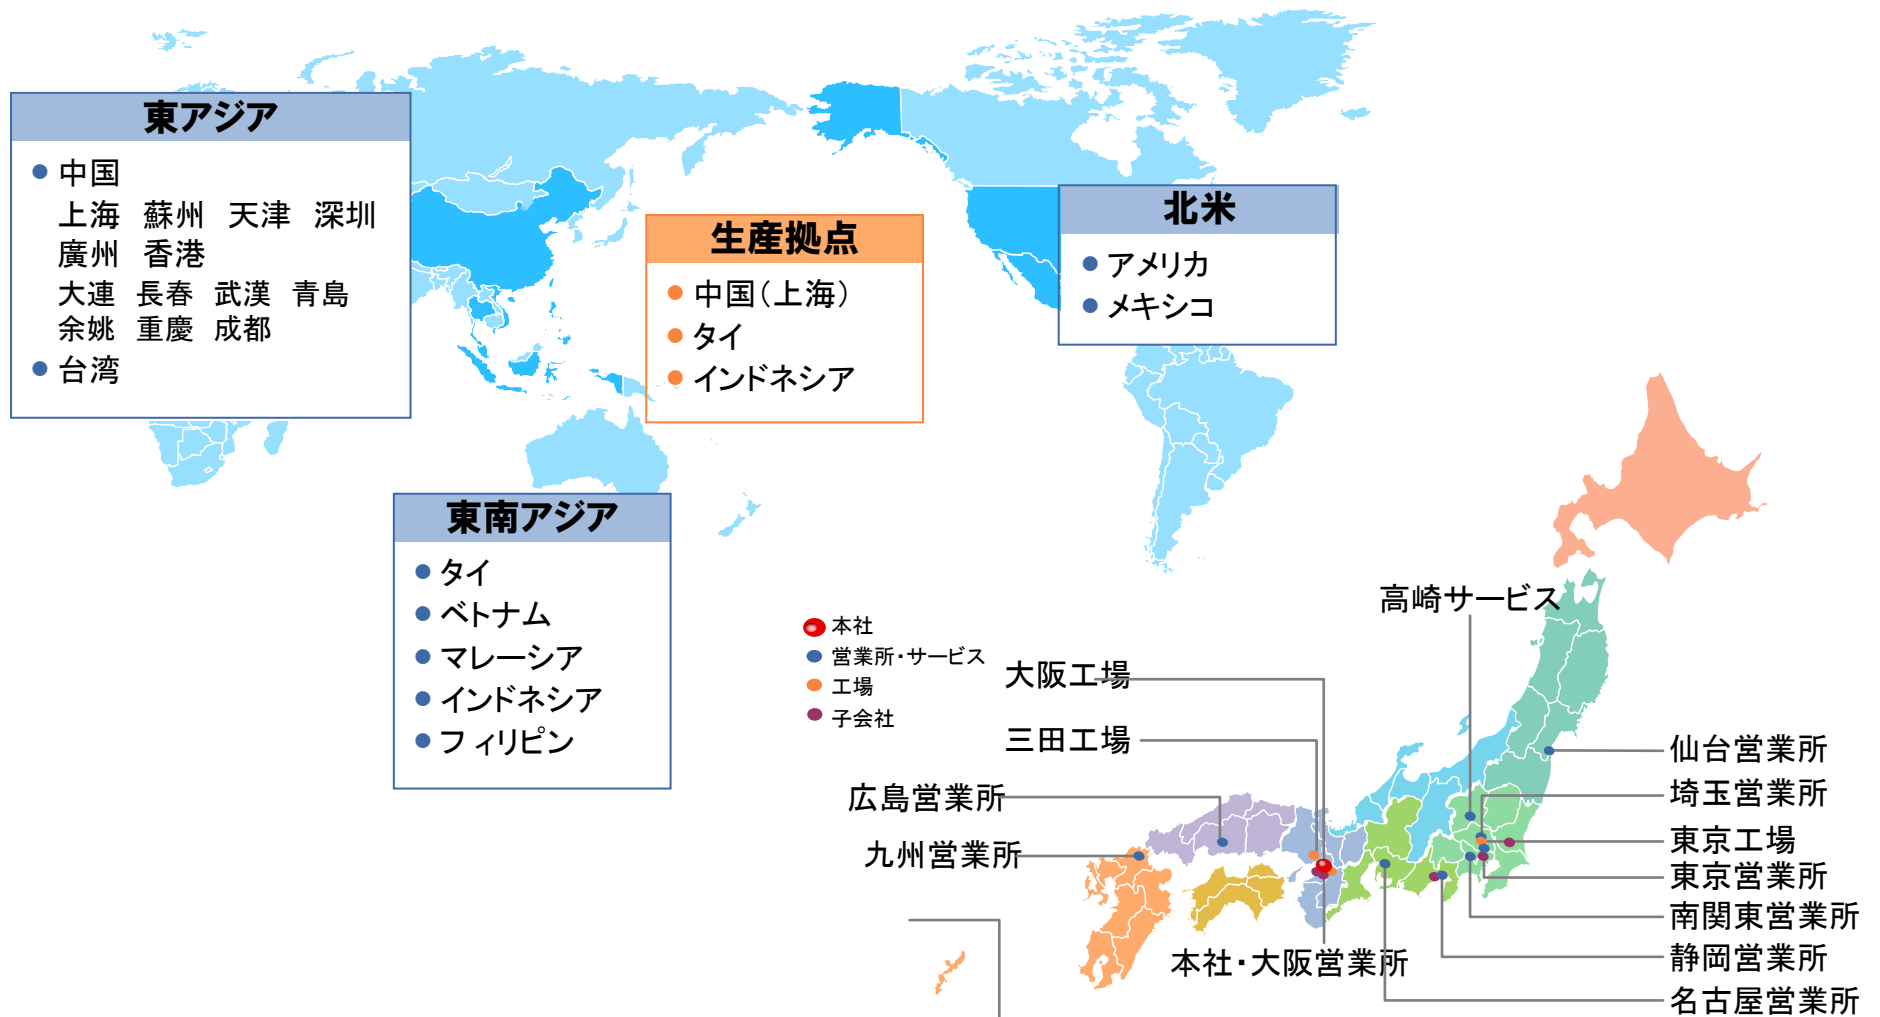 東アジア
中国
上海　蘇州　天津　深圳
廣州　香港
大連　長春　武漢　青島
余姚　重慶　成都
台湾
生産拠点
中国（上海）
タイ
インドネシア
北米
アメリカ
メキシコ
東南アジア
タイ
ベトナム
マレーシア
インドネシア
フィリピン
本社
営業所・サービス
工場
子会社
高崎サービス
大阪工場
三田工場
広島営業所
九州営業所
本社・大阪営業所
仙台営業所
埼玉営業所
東京工場
東京営業所
南関東営業所
静岡営業所
名古屋営業所